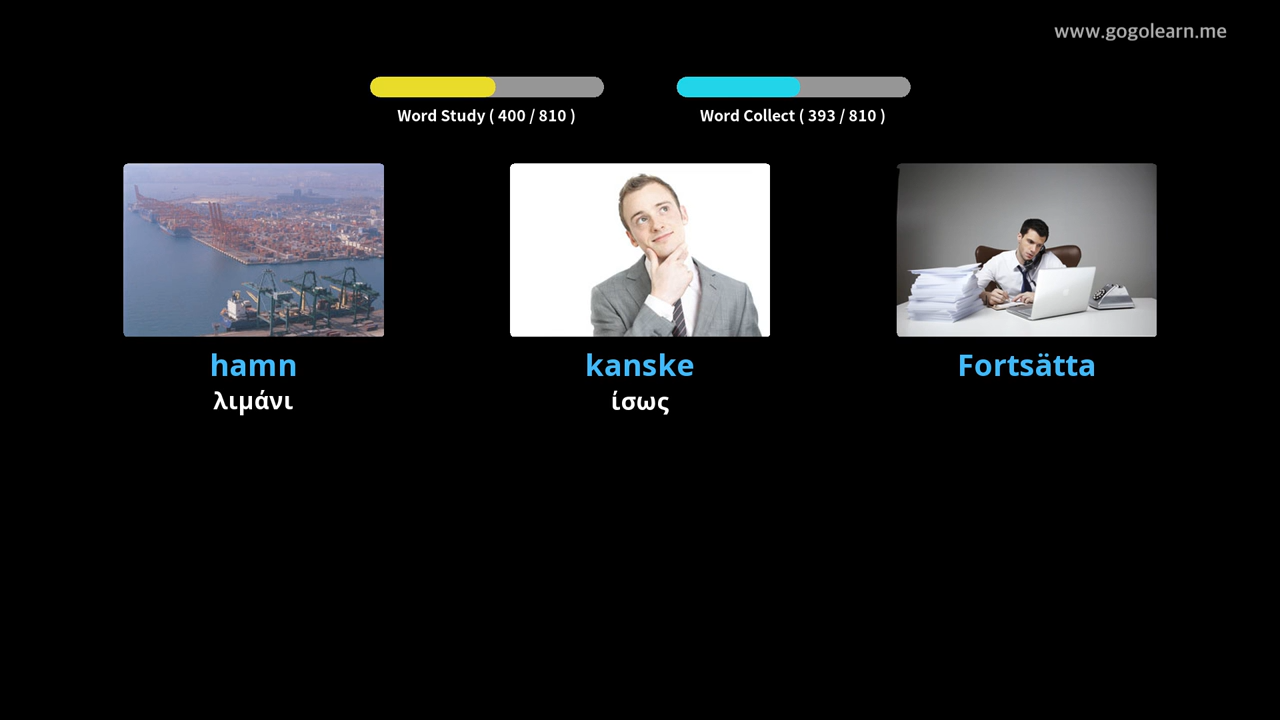 www.gogolearn.me
Word Study ( 400 / 810 )
Word Collect ( 393 / 810 )
hamn
λιμάνι
kanske
ίσως
Fortsätta